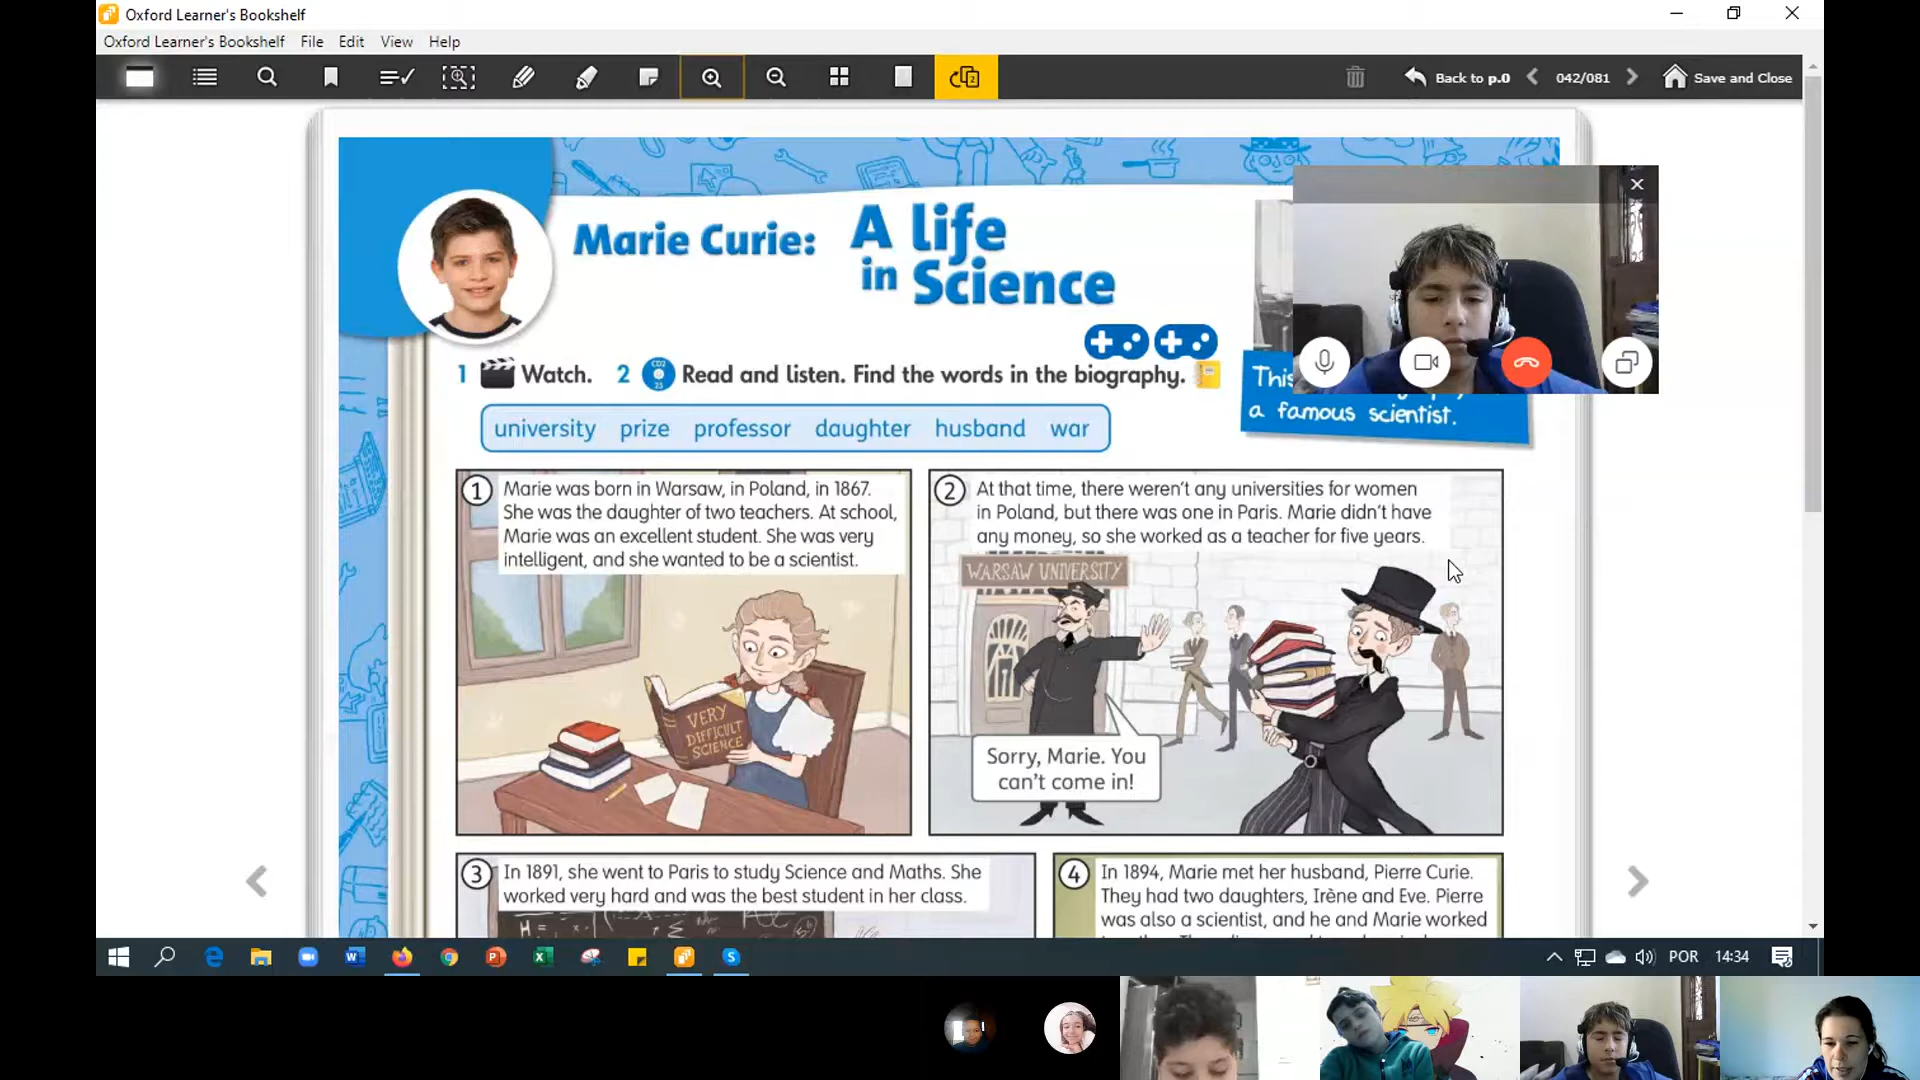 Oxford Learner's Bookshelf
Oxford Learner's Bookshelf File Edit View Help
Back to p.0 042/081 Save and Close
Marie Curie: A life
in Science
1 Watch. 2 Read and listen. Find the words in the biography.
This
a famous scientist.
university prize professor daughter husband war
1 Marie was born in Warsaw, in Poland, in 1867.
She was the daughter of two teachers. At school,
Marie was an excellent student. She was very
intelligent, and she wanted to be a scientist.
VERY
DIFFICULT
SCIENCE
2 At that time, there weren't any universities for women
in Poland, but there was one in Paris. Marie didn't have
any money, so she worked as a teacher for five years.
WARSAW UNIVERSITY
Sorry, Marie. You
can't come in!
3 In 1891, she went to Paris to study Science and Maths. She
worked very hard and was the best student in her class.
4 In 1894, Marie met her husband, Pierre Curie.
They had two daughters, Irène and Eve. Pierre
was also a scientist, and he and Marie worked
POR 14:34